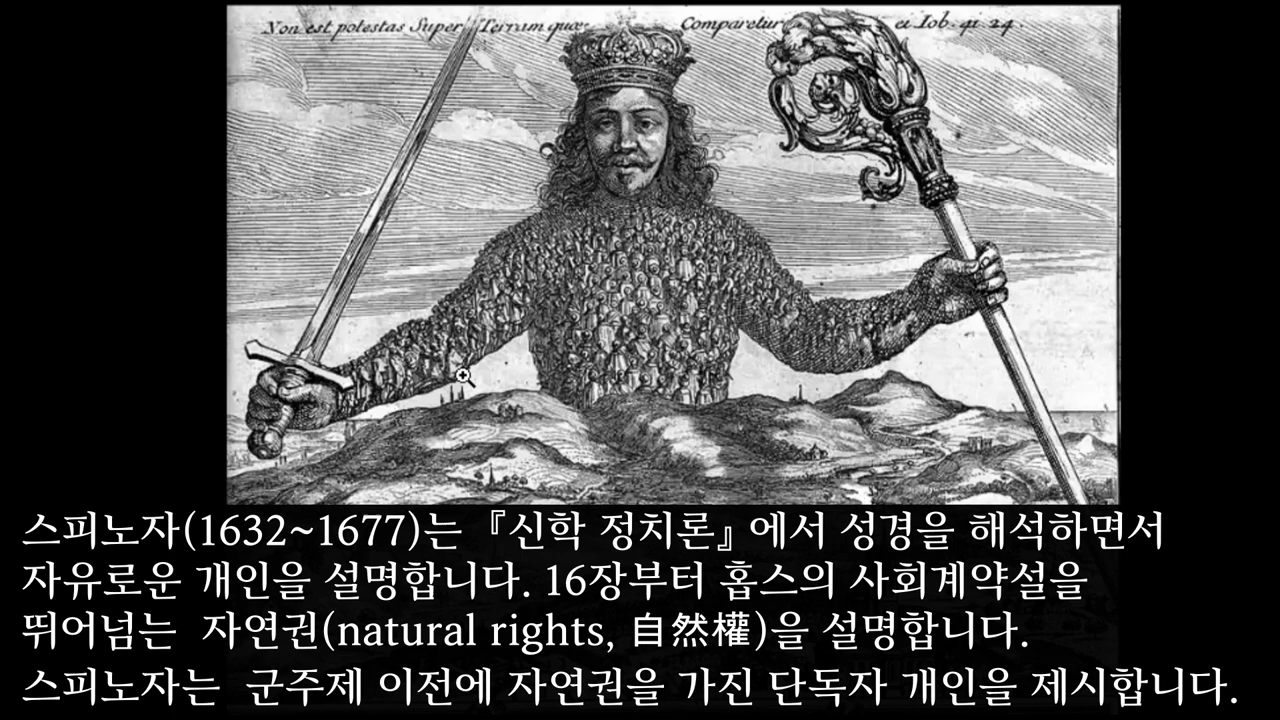 Non est potestas Super Terram quæ Comparetur ei Iob. 41 24.
스피노자(1632~1677)는 『신학 정치론』에서 성경을 해석하면서
자유로운 개인을 설명합니다. 16장부터 홉스의 사회계약설을
뛰어넘는 자연권(natural rights, 自然權)을 설명합니다.
스피노자는 군주제 이전에 자연권을 가진 단독자 개인을 제시합니다.